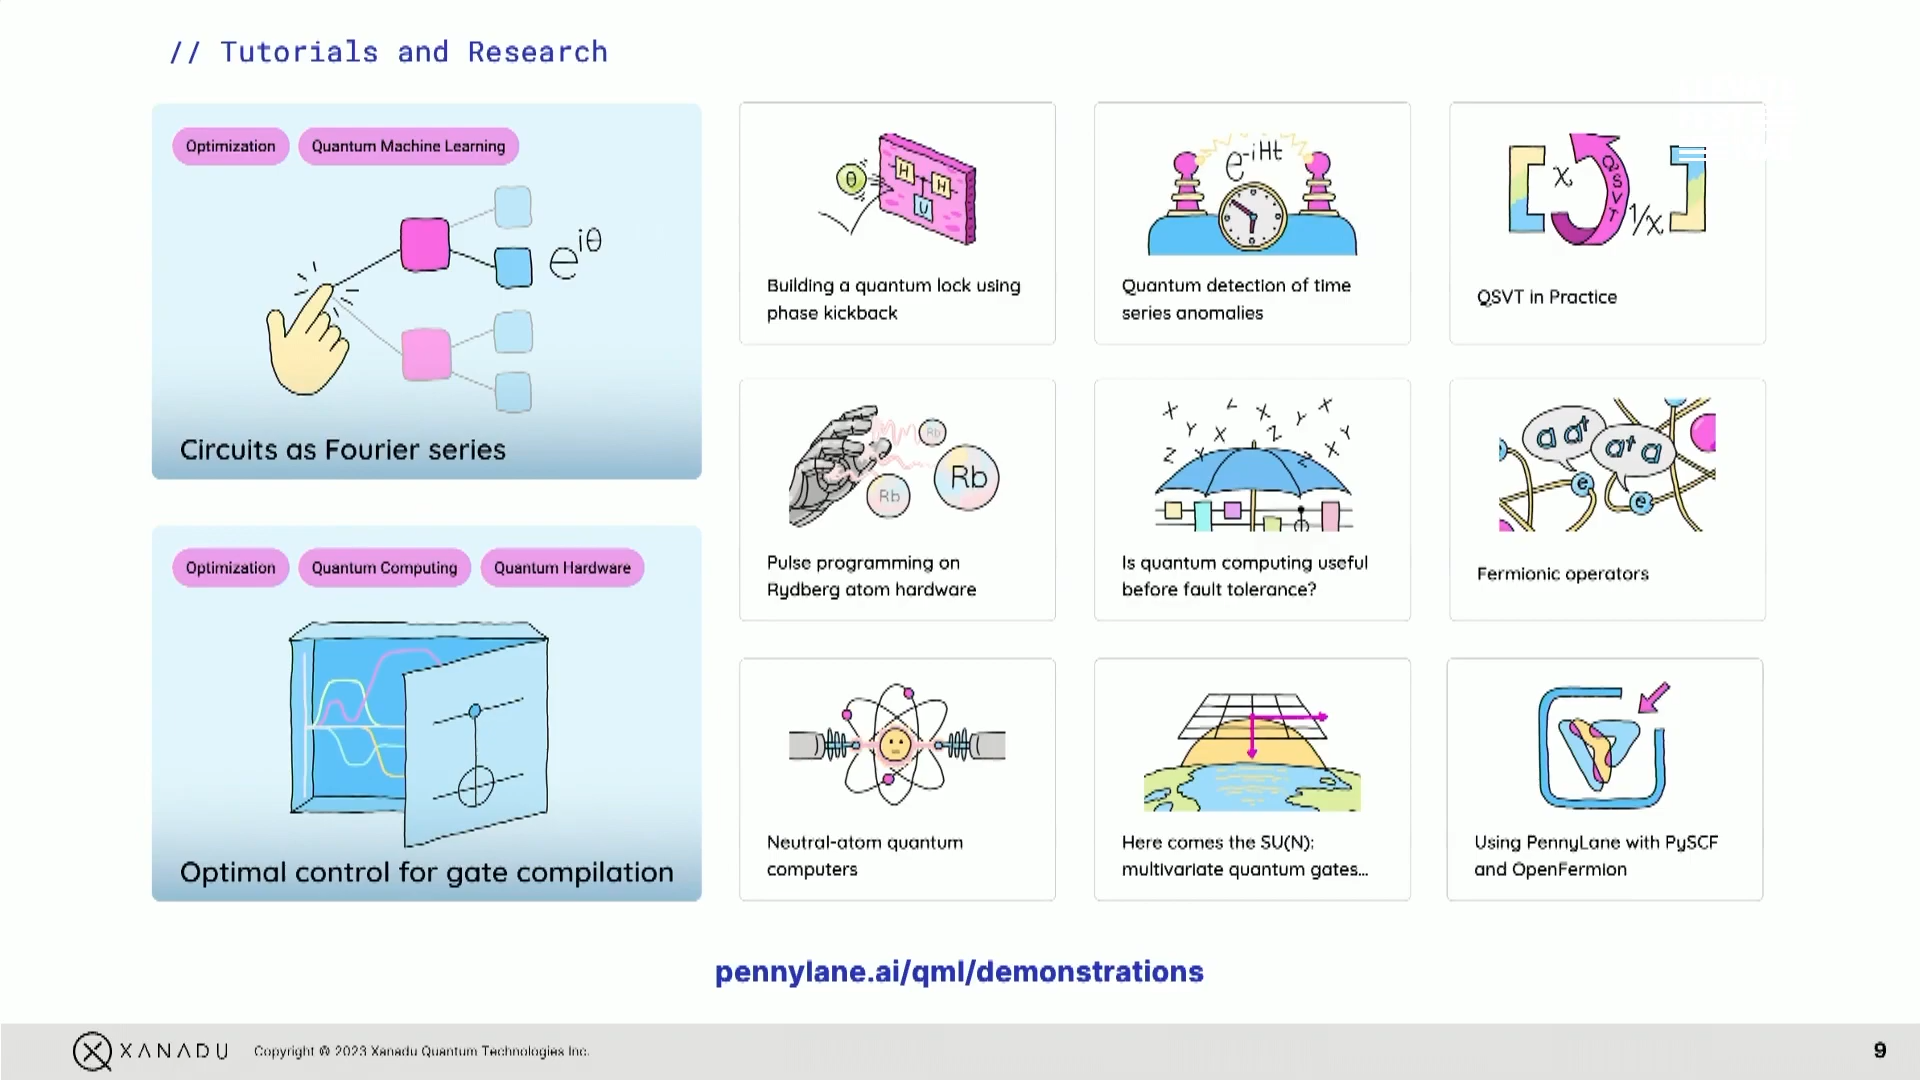 // Tutorials and Research
Optimization
Quantum Machine Learning
e^iθ
Circuits as Fourier series
Optimization
Quantum Computing
Quantum Hardware
Optimal control for gate compilation
θ
H
H
U
Building a quantum lock using
phase kickback
e^-iHt
Quantum detection of time
series anomalies
x
QSVT
1/x
QSVT in Practice
Rb
Rb
Rb
Pulse programming on
Rydberg atom hardware
X Z X Y X
Y X Z X Y
Z Y Z
Is quantum computing useful
before fault tolerance?
a a†
a† a
e
e
Fermionic operators
Neutral-atom quantum
computers
Here comes the SU(N):
multivariate quantum gates...
Using PennyLane with PySCF
and OpenFermion
pennylane.ai/qml/demonstrations
XANADU
Copyright © 2023 Xanadu Quantum Technologies Inc.
9